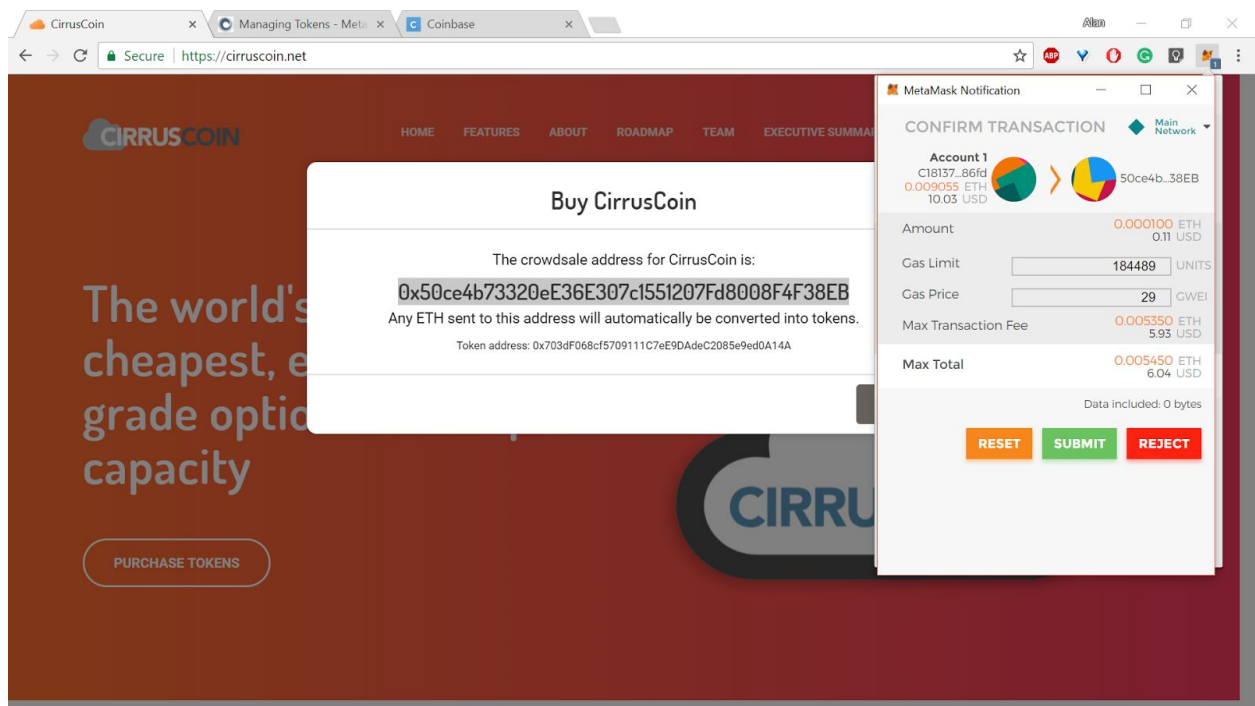 CirrusCoin
Managing Tokens - Meta
Coinbase
Alan
Secure
https://cirruscoin.net
ABP
1
CIRRUSCOIN
HOME FEATURES ABOUT ROADMAP TEAM EXECUTIVE SUMMA
The world's
cheapest, e
grade optio
capacity
PURCHASE TOKENS
CIRRU
Buy CirrusCoin
The crowdsale address for CirrusCoin is:
0x50ce4b73320eE36E307c1551207Fd8008F4F38EB
Any ETH sent to this address will automatically be converted into tokens.
Token address: 0x703dF068cf5709111C7eE9DAdeC2085e9ed0A14A
MetaMask Notification
CONFIRM TRANSACTION
Main
Network
Account 1
C18137...86fd
0.009055 ETH
10.03 USD
50ce4b...38EB
Amount 0.000100 ETH
0.11 USD
Gas Limit 184489 UNITS
Gas Price 29 GWEI
Max Transaction Fee 0.005350 ETH
5.93 USD
Max Total 0.005450 ETH
6.04 USD
Data included: 0 bytes
RESET SUBMIT REJECT